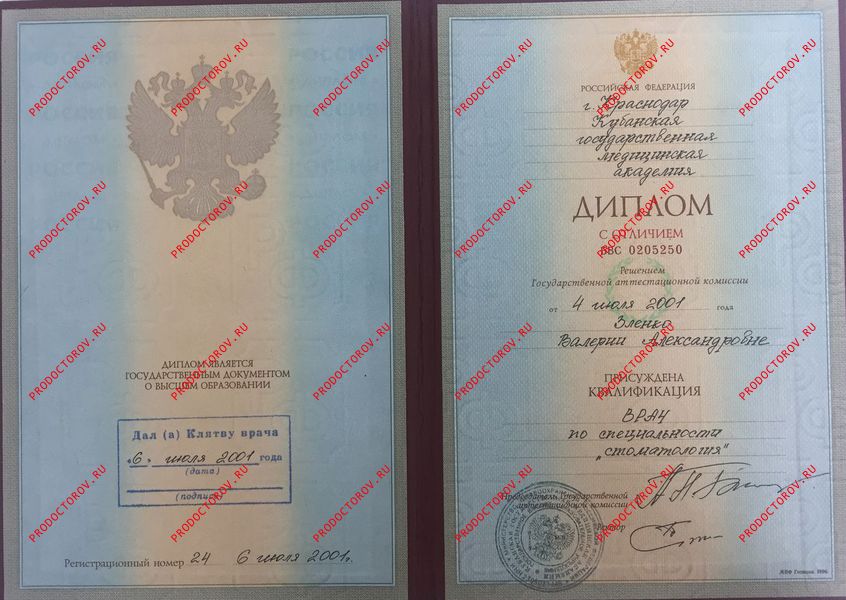 ДИПЛОМ ЯВЛЯЕТСЯ
ГОСУДАРСТВЕННЫМ ДОКУМЕНТОМ
О ВЫСШЕМ ОБРАЗОВАНИИ
Дал (а) Клятву врача
«6» июля 2001 года
(дата)
(подпись)
Регистрационный номер 24 6 июля 2001г.
РОССИЙСКАЯ ФЕДЕРАЦИЯ
г. Краснодар
Кубанская
государственная
медицинская
академия
ДИПЛОМ
С ОТЛИЧИЕМ
БВС 0205250
Решением
Государственной аттестационной комиссии
от 4 июля 2001 года
Зленко
Валерии Александровне
ПРИСУЖДЕНА
КВАЛИФИКАЦИЯ
ВРАЧ
по специальности
„стоматология"
Председатель Государственной
аттестационной комиссии
Ректор
PRODOCTOROV.RU